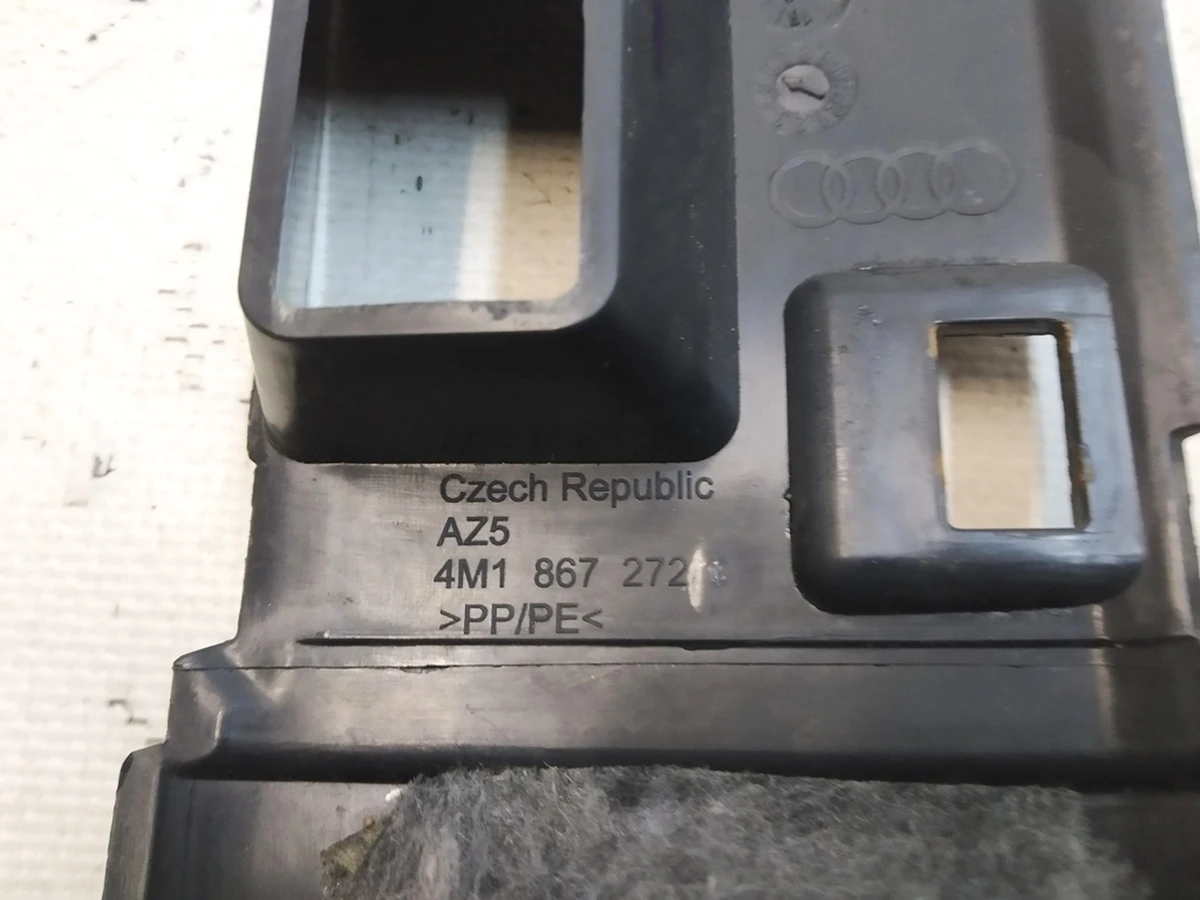 Czech Republic
AZ5
4M1 867 272
>PP/PE<